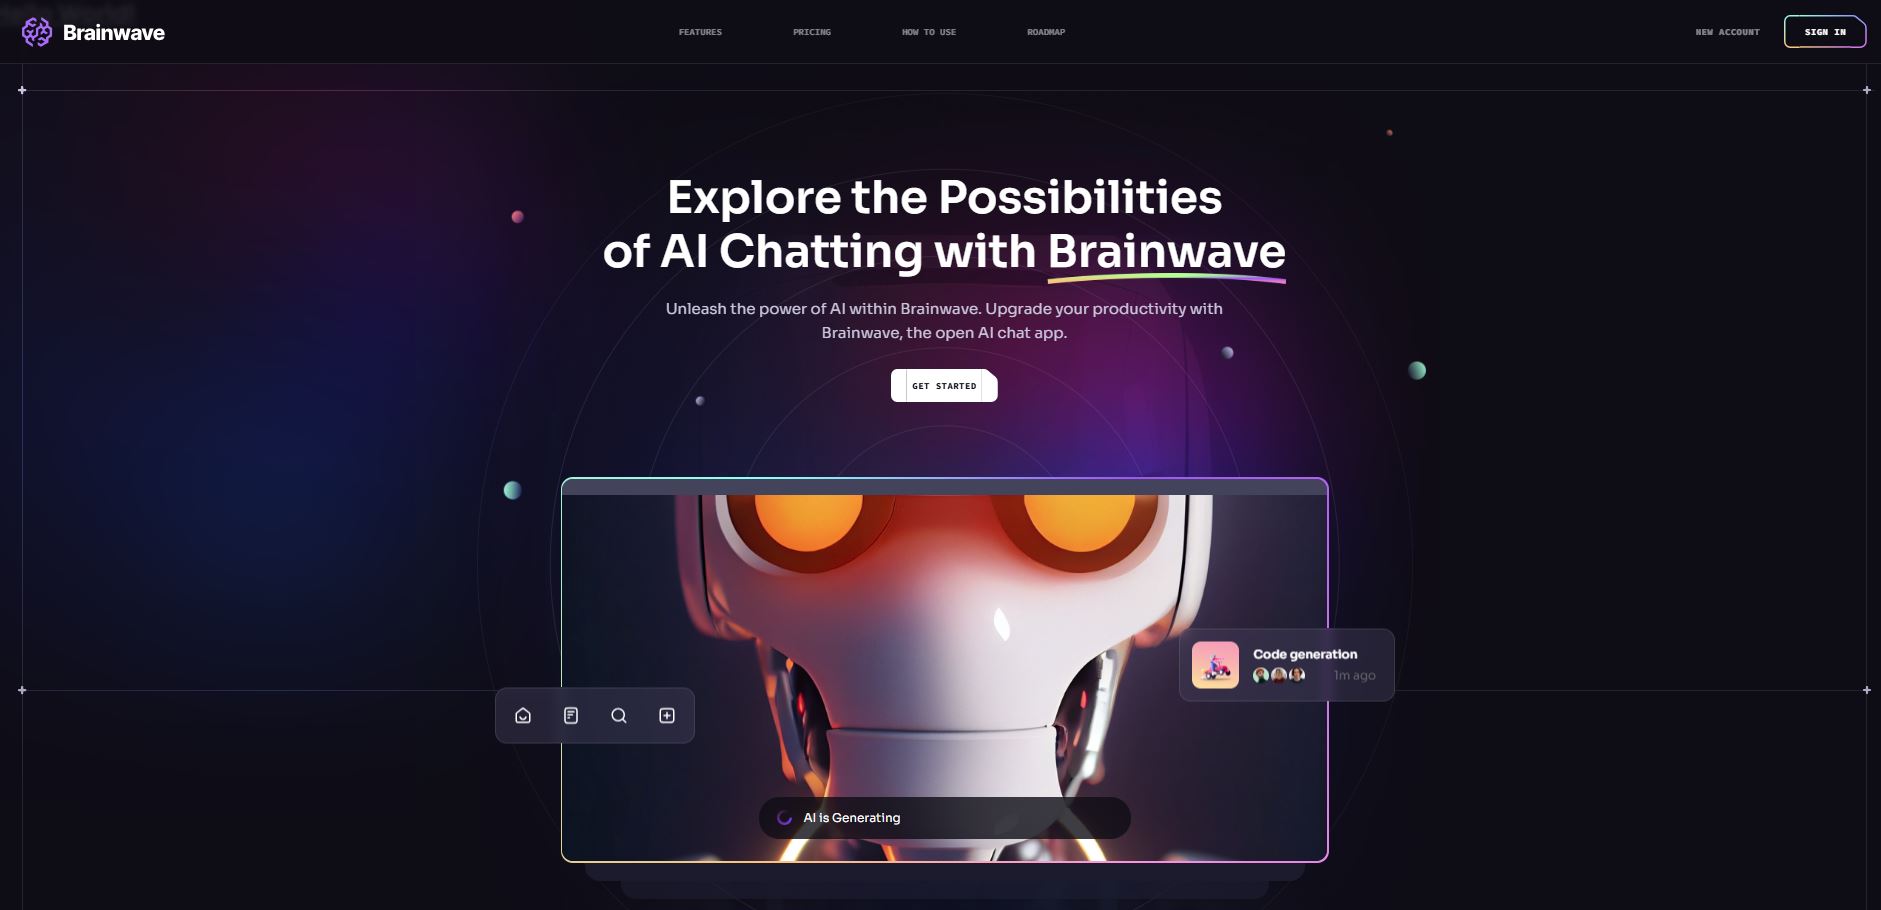 Hello World!
Brainwave
FEATURES
PRICING
HOW TO USE
ROADMAP
NEW ACCOUNT
SIGN IN
Explore the Possibilities
of AI Chatting with Brainwave
Unleash the power of AI within Brainwave. Upgrade your productivity with
Brainwave, the open AI chat app.
GET STARTED
Code generation
1m ago
AI is Generating